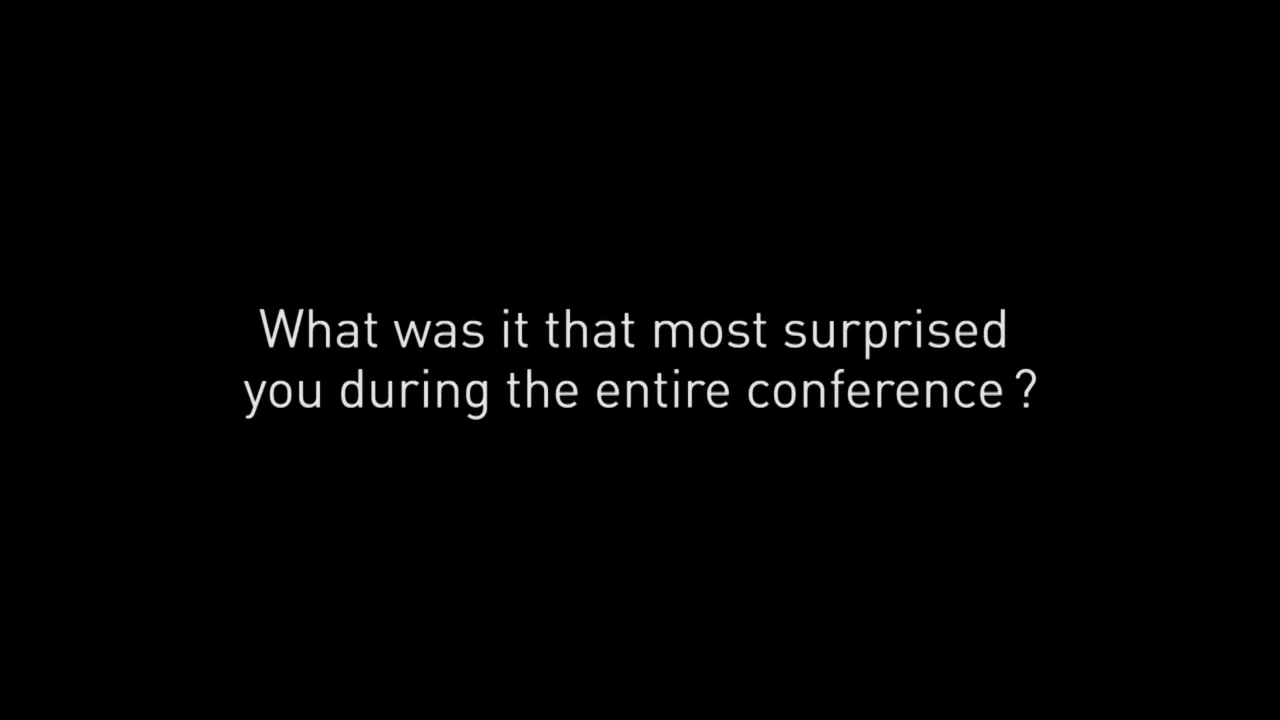 What was it that most surprised
you during the entire conference ?